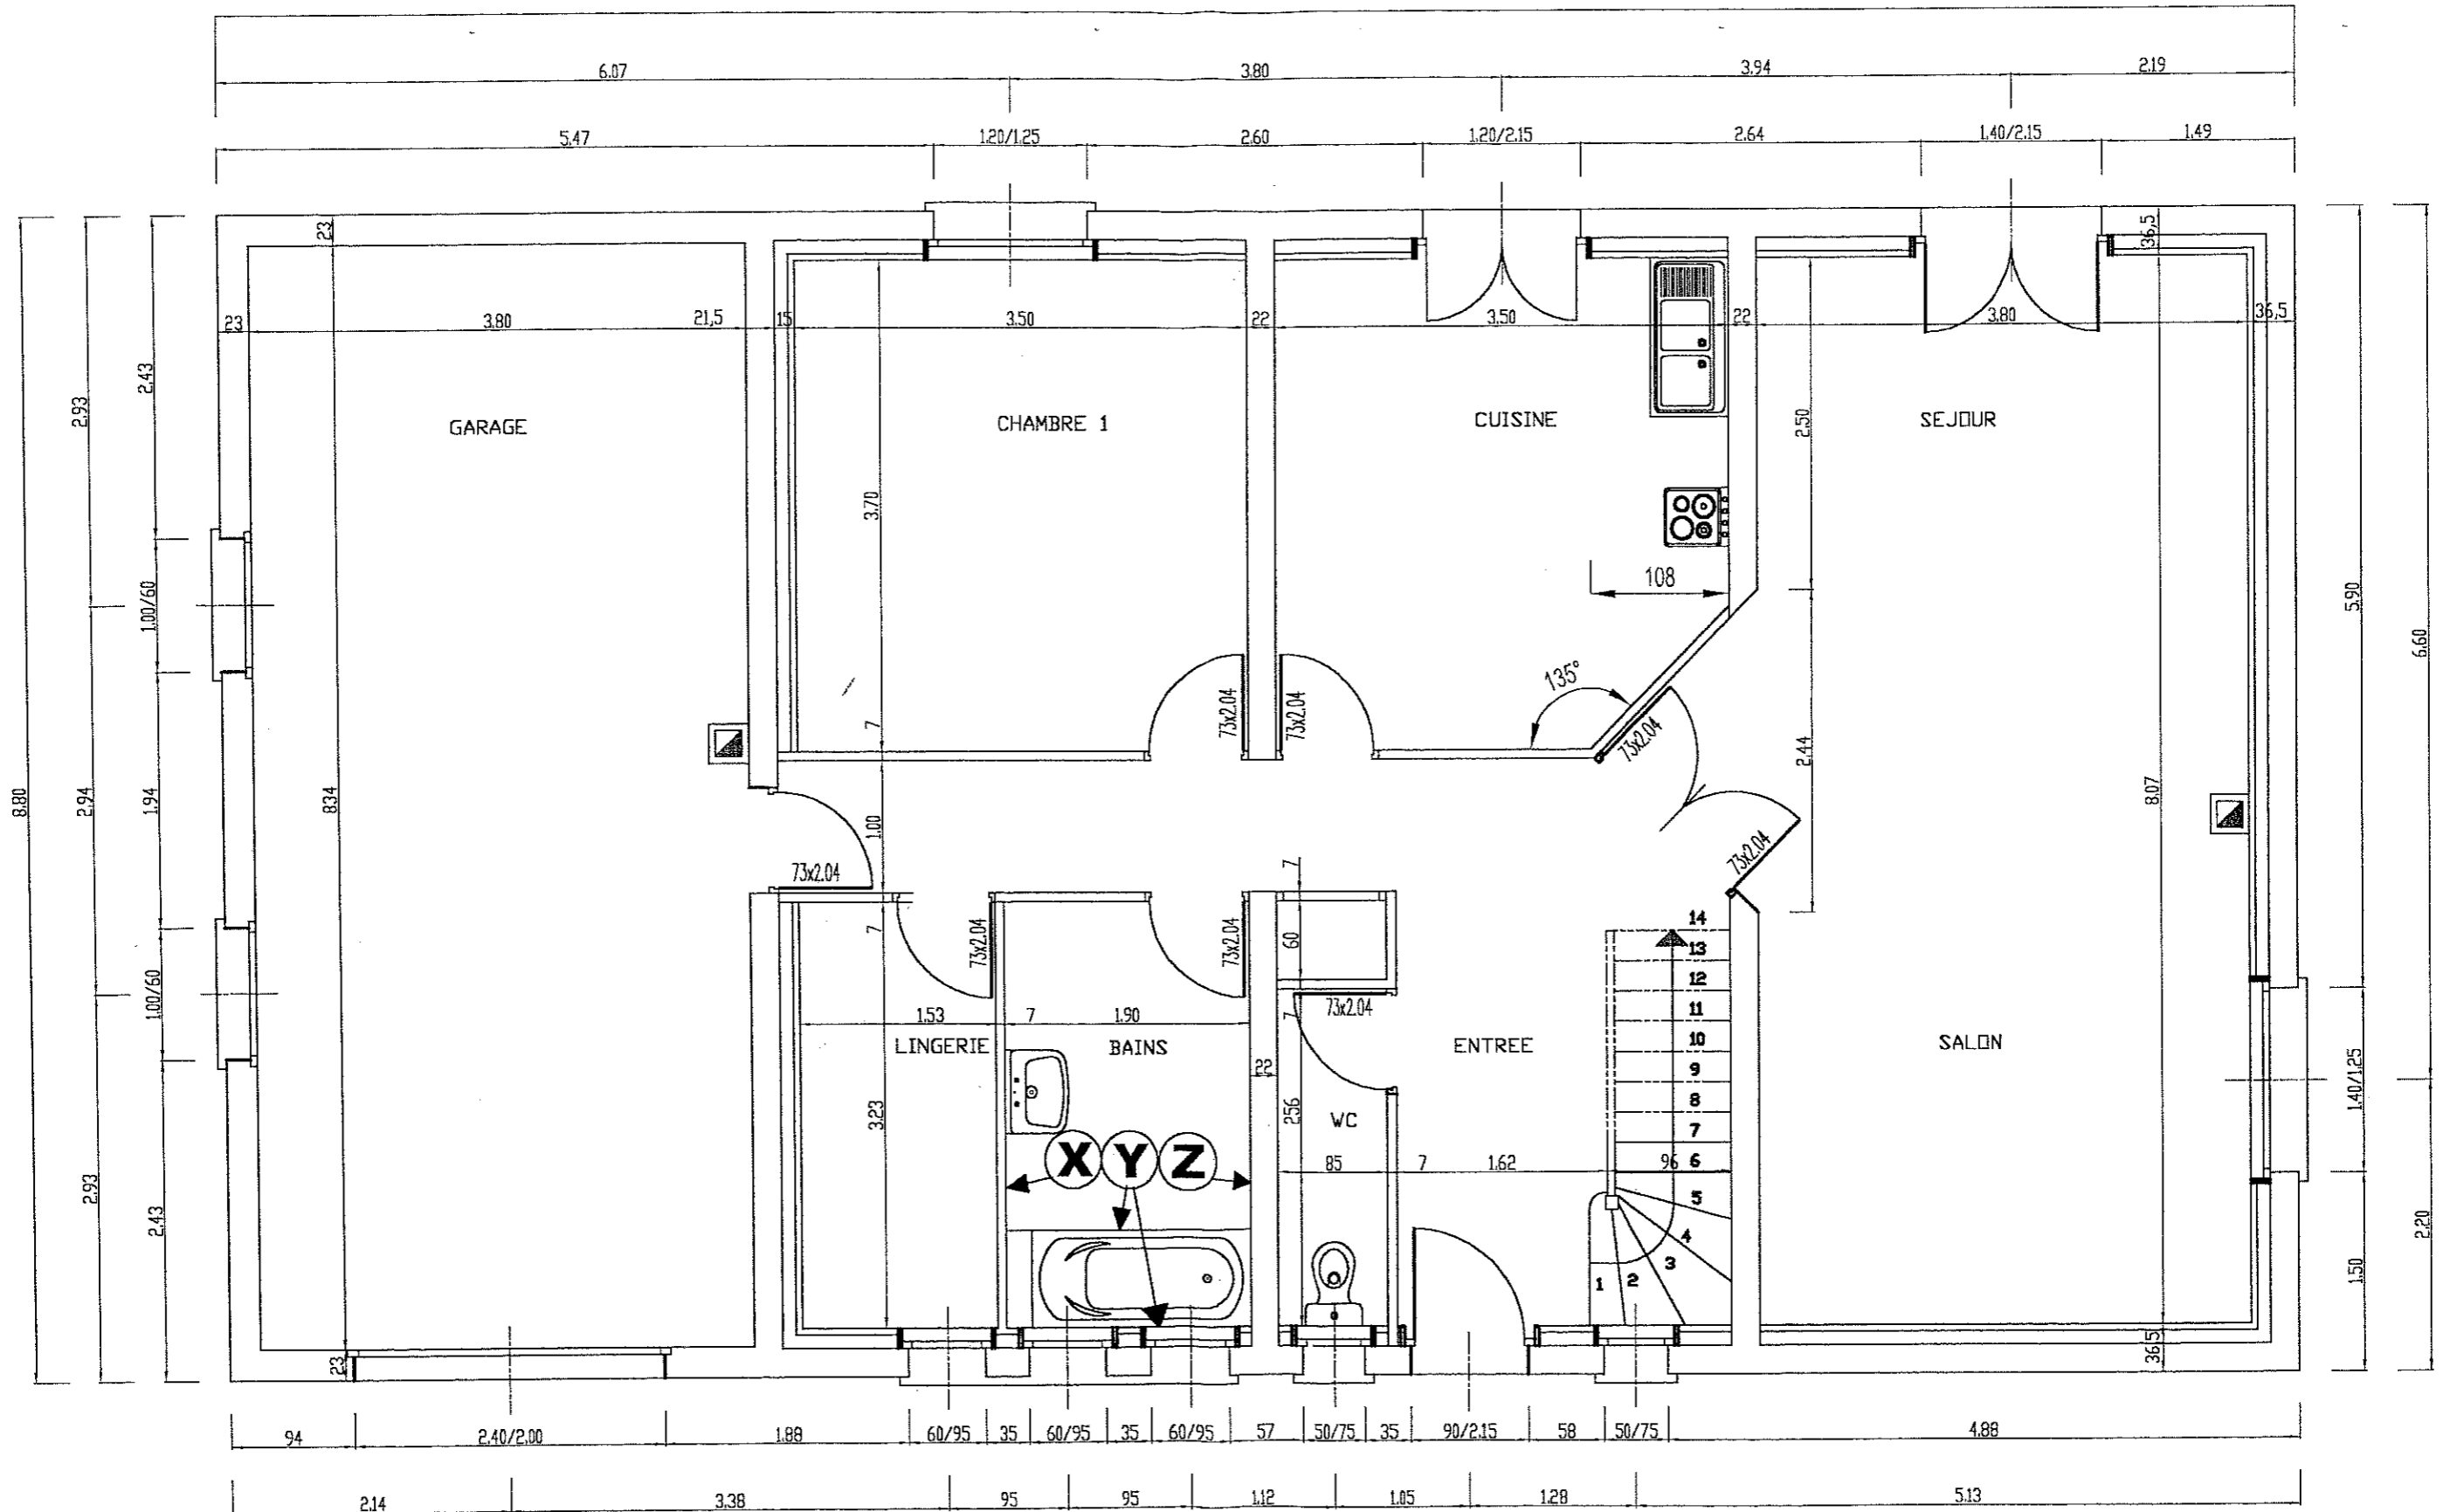 6.07 3.80 3.94 2.19
5.47 1.20/1.25 2.60 1.20/2.15 2.64 1.40/2.15 1.49
23 36,5
23 3.80 21,5 15 3.50 22 3.50 22 3.80 36,5
2.43
2.93
GARAGE CHAMBRE 1 CUISINE SEJOUR
2.50
3.70
108
1.00/60
5.90
6.60
135°
7 73x2.04 73x2.04 73x2.04
2.44
8.80 2.94 1.94 834 1.00 8.07
73x2.04 7 73x2.04
14
13
12
11
10
9
8
7
6
5
4
3
2
1
7 73x2.04 73x2.04 60
1.00/60 73x2.04
1.53 7 1.90 7
LINGERIE BAINS ENTREE SALON
22
3.23 256 WC 1.40/1.25
X Y Z
85 7 1.62 96
2.93 2.43
2.20
1.50
23 36,5
94 2.40/2.00 1.88 60/95 35 60/95 35 60/95 57 50/75 35 90/2.15 58 50/75 4.88
2.14 3.38 95 95 1.12 1.05 1.28 5.13